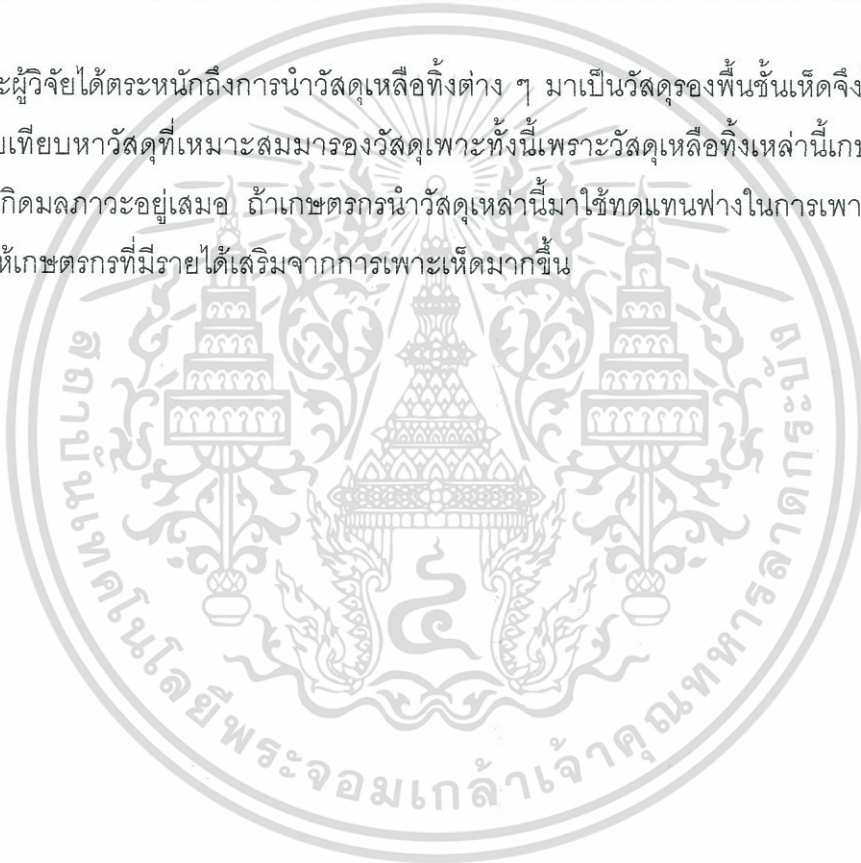 ะผู้วิจัยได้ตระหนักถึงการนำวัสดุเหลือทิ้งต่าง ๆ มาเป็นวัสดุรองพื้นชั้นเห็ดจึง
บเทียบหาวัสดุที่เหมาะสมมารองวัสดุเพาะทั้งนี้เพราะวัสดุเหลือทิ้งเหล่านี้เกษ
กิดมลภาวะอยู่เสมอ ถ้าเกษตรกรนำวัสดุเหล่านี้มาใช้ทดแทนฟางในการเพา
ห้เกษตรกรที่มีรายได้เสริมจากการเพาะเห็ดมากขึ้น
สถาบันเทคโนโลยีพระจอมเกล้าเจ้าคุณทหารลาดกระบัง